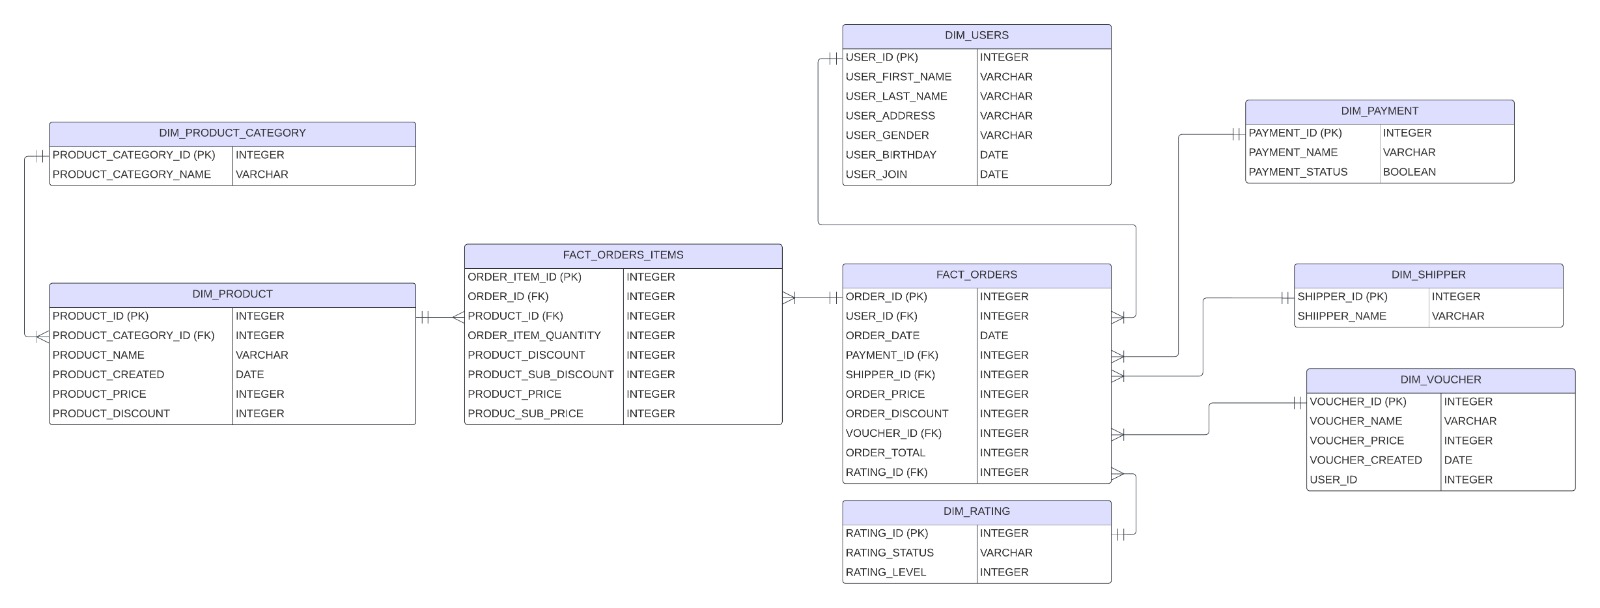 DIM_USERS
USER_ID (PK) INTEGER
USER_FIRST_NAME VARCHAR
USER_LAST_NAME VARCHAR
USER_ADDRESS VARCHAR
USER_GENDER VARCHAR
USER_BIRTHDAY DATE
USER_JOIN DATE
DIM_PAYMENT
PAYMENT_ID (PK) INTEGER
PAYMENT_NAME VARCHAR
PAYMENT_STATUS BOOLEAN
DIM_PRODUCT_CATEGORY
PRODUCT_CATEGORY_ID (PK) INTEGER
PRODUCT_CATEGORY_NAME VARCHAR
DIM_PRODUCT
PRODUCT_ID (PK) INTEGER
PRODUCT_CATEGORY_ID (FK) INTEGER
PRODUCT_NAME VARCHAR
PRODUCT_CREATED DATE
PRODUCT_PRICE INTEGER
PRODUCT_DISCOUNT INTEGER
FACT_ORDERS_ITEMS
ORDER_ITEM_ID (PK) INTEGER
ORDER_ID (FK) INTEGER
PRODUCT_ID (FK) INTEGER
ORDER_ITEM_QUANTITY INTEGER
PRODUCT_DISCOUNT INTEGER
PRODUCT_SUB_DISCOUNT INTEGER
PRODUCT_PRICE INTEGER
PRODUC_SUB_PRICE INTEGER
FACT_ORDERS
ORDER_ID (PK) INTEGER
USER_ID (FK) INTEGER
ORDER_DATE DATE
PAYMENT_ID (FK) INTEGER
SHIPPER_ID (FK) INTEGER
ORDER_PRICE INTEGER
ORDER_DISCOUNT INTEGER
VOUCHER_ID (FK) INTEGER
ORDER_TOTAL INTEGER
RATING_ID (FK) INTEGER
DIM_SHIPPER
SHIPPER_ID (PK) INTEGER
SHIIPPER_NAME VARCHAR
DIM_VOUCHER
VOUCHER_ID (PK) INTEGER
VOUCHER_NAME VARCHAR
VOUCHER_PRICE INTEGER
VOUCHER_CREATED DATE
USER_ID INTEGER
DIM_RATING
RATING_ID (PK) INTEGER
RATING_STATUS VARCHAR
RATING_LEVEL INTEGER